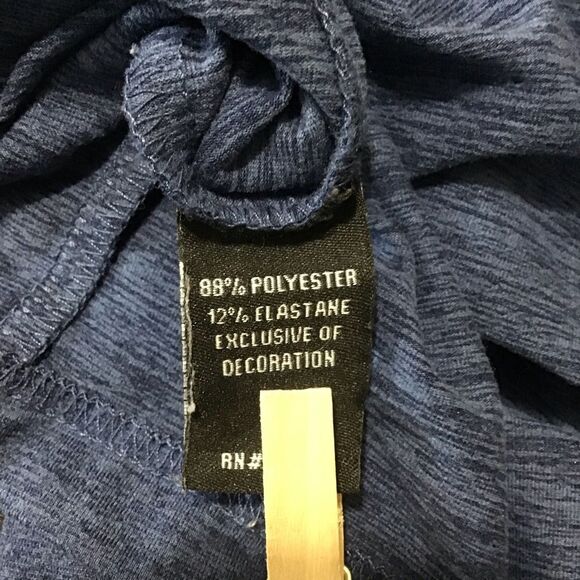 88% POLYESTER
12% ELASTANE
EXCLUSIVE OF
DECORATION
RN#